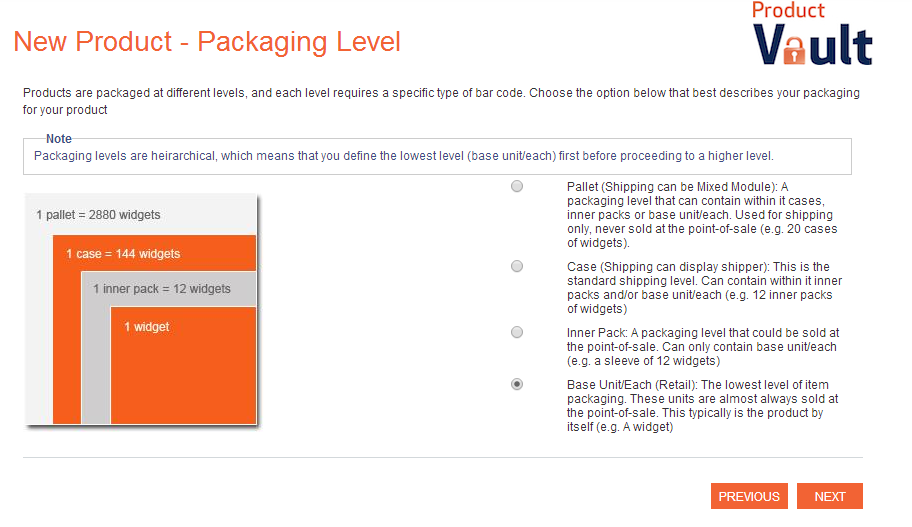 Product
Vault
New Product - Packaging Level
Products are packaged at different levels, and each level requires a specific type of bar code. Choose the option below that best describes your packaging
for your product
Note
Packaging levels are heirarchical, which means that you define the lowest level (base unit/each) first before proceeding to a higher level.
1 pallet = 2880 widgets
1 case = 144 widgets
1 inner pack = 12 widgets
1 widget
Pallet (Shipping can be Mixed Module): A
packaging level that can contain within it cases,
inner packs or base unit/each. Used for shipping
only, never sold at the point-of-sale (e.g. 20 cases
of widgets).
Case (Shipping can display shipper): This is the
standard shipping level. Can contain within it inner
packs and/or base unit/each (e.g. 12 inner packs
of widgets)
Inner Pack: A packaging level that could be sold at
the point-of-sale. Can only contain base unit/each
(e.g. a sleeve of 12 widgets)
Base Unit/Each (Retail): The lowest level of item
packaging. These units are almost always sold at
the point-of-sale. This typically is the product by
itself (e.g. A widget)
PREVIOUS
NEXT